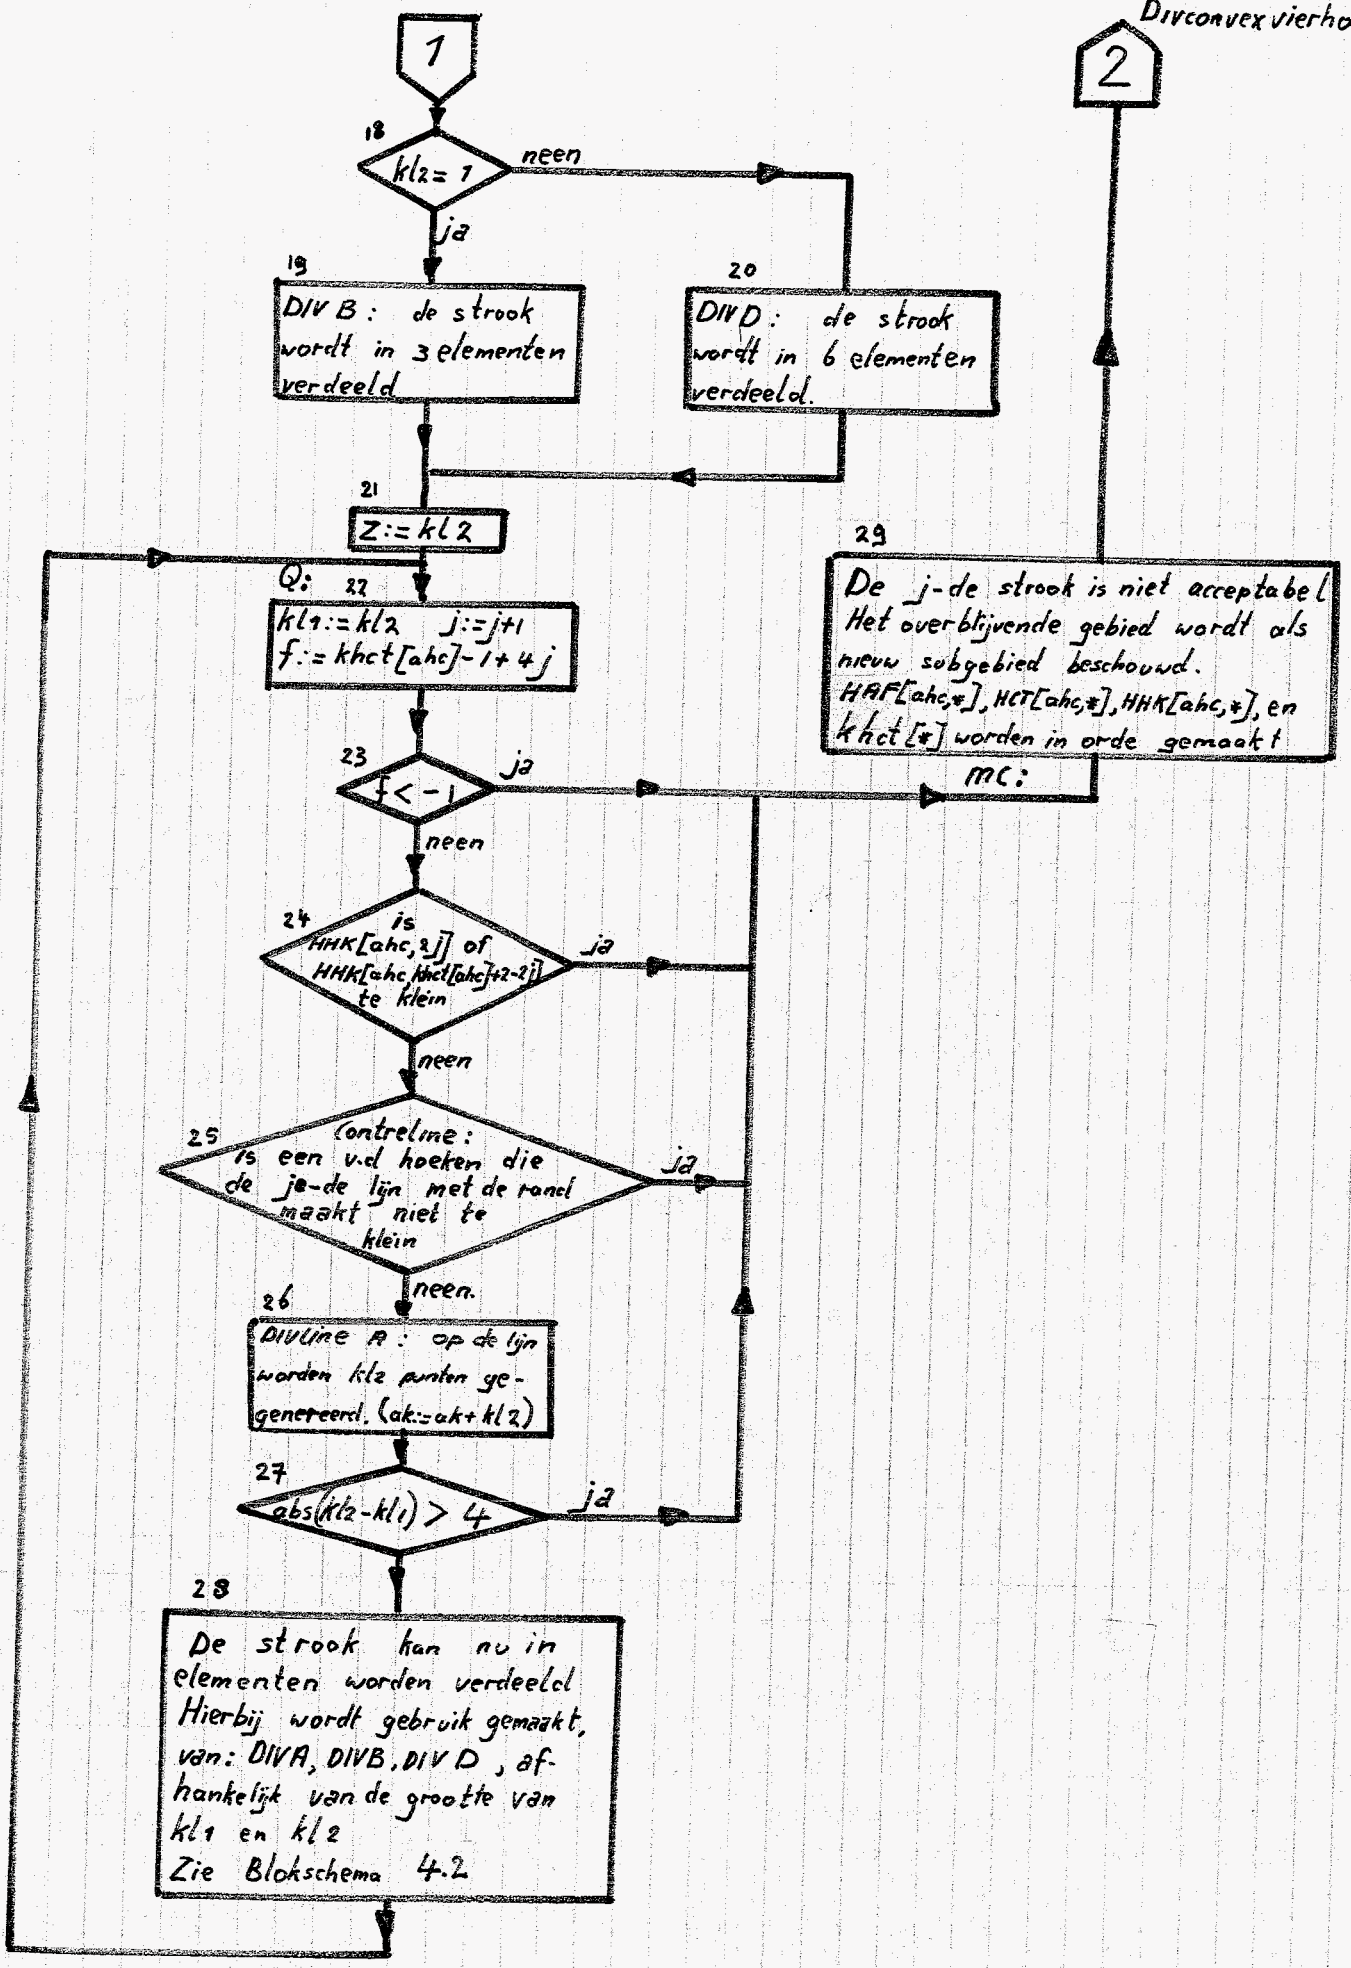 Divconvexvierho
1
2
18
kl2 = 1
neen
ja
19
DIV B : de strook
wordt in 3 elementen
verdeeld
20
DIV D : de strook
wordt in 6 elementen
verdeeld.
21
Z := kl2
Q:
22
kl1 := kl2 j := j+1
f := khct[ahc]-1+4j
23
f < -1
ja
neen
29
De j-de strook is niet acceptabel
Het overblijvende gebied wordt als
nieuw subgebied beschouwd.
HAF[ahc,*], HCT[ahc,*], HHK[ahc,*], en
khct[*] worden in orde gemaakt
mc:
24
is
HHK[ahc,2j] of
HHK[ahc,khct[ahc]+2-2j]
te klein
ja
neen
25
Contreline :
is een v.d hoeken die
de je-de lijn met de rand
maakt niet te
klein
ja
neen.
26
DIVLine A : op de lijn
worden kl2 punten ge-
genereerd. (ak:=ak+kl2)
27
abs(kl2-kl1) > 4
ja
28
De strook kan nu in
elementen worden verdeeld
Hierbij wordt gebruik gemaakt,
van: DIVA, DIVB, DIV D , af-
hankelijk van de grootte van
kl1 en kl2
Zie Blokschema 4.2